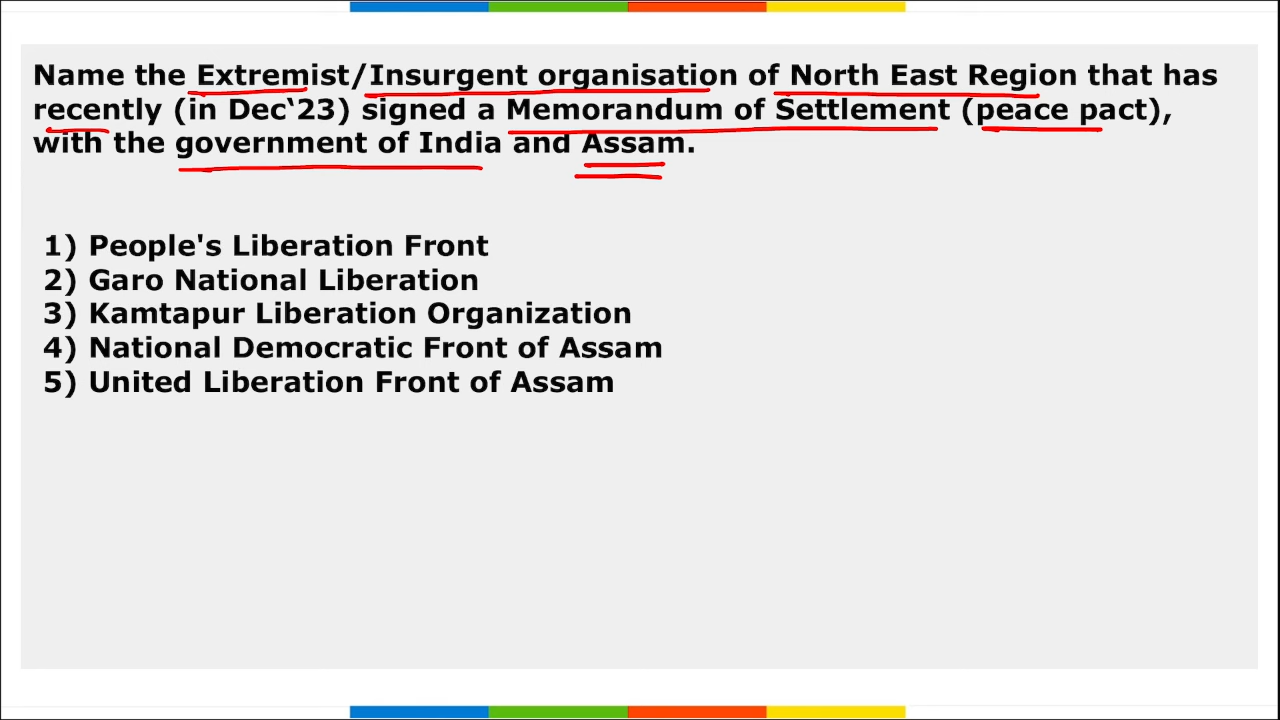 Name the Extremist/Insurgent organisation of North East Region that has
recently (in Dec‘23) signed a Memorandum of Settlement (peace pact),
with the government of India and Assam.
1) People's Liberation Front
2) Garo National Liberation
3) Kamtapur Liberation Organization
4) National Democratic Front of Assam
5) United Liberation Front of Assam